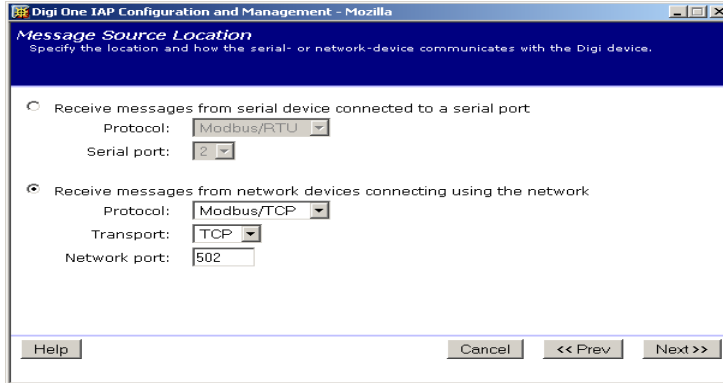 Digi One IAP Configuration and Management - Mozilla
Message Source Location
Specify the location and how the serial- or network-device communicates with the Digi device.
Receive messages from serial device connected to a serial port
Protocol: Modbus/RTU
Serial port: 2
Receive messages from network devices connecting using the network
Protocol: Modbus/TCP
Transport: TCP
Network port: 502
Help Cancel << Prev Next >>